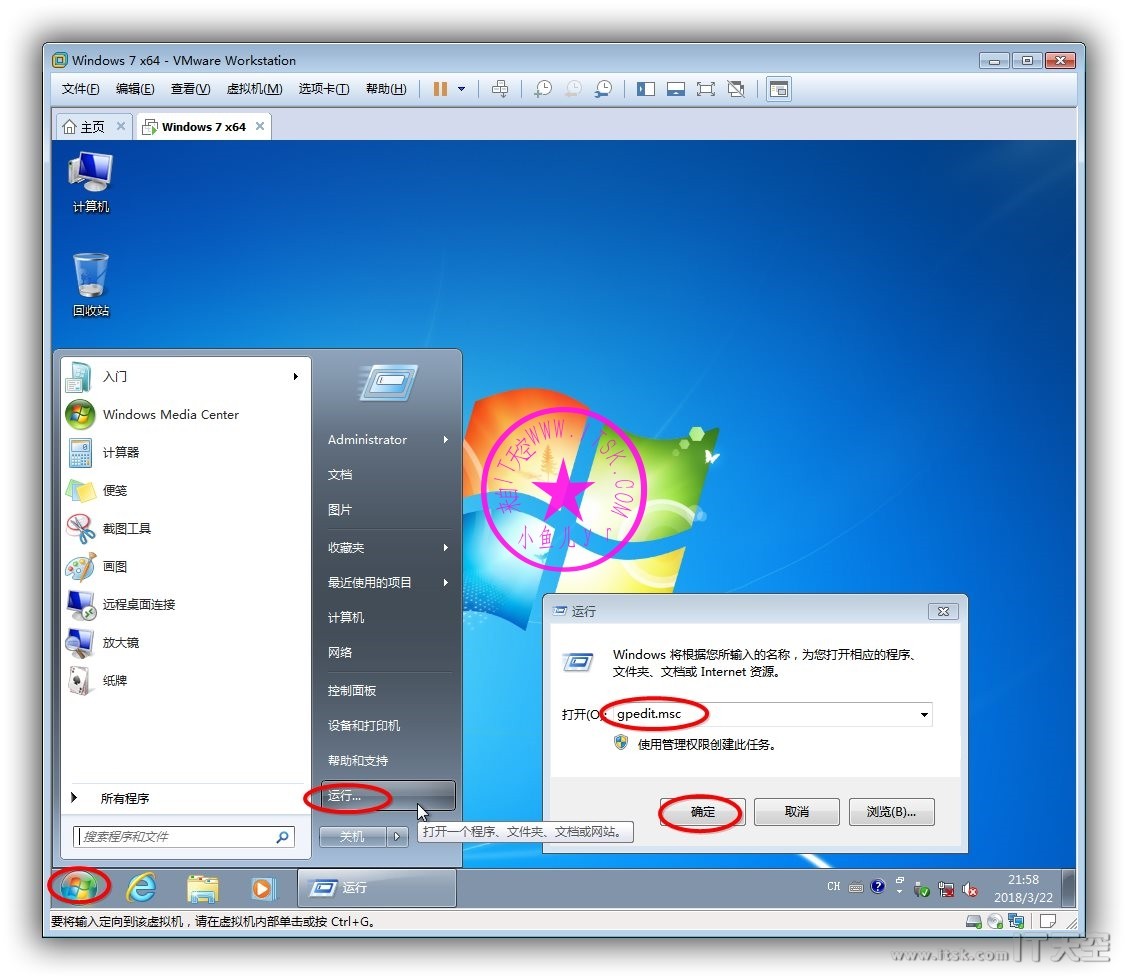 Windows 7 x64 - VMware Workstation
文件(F) 编辑(E) 查看(V) 虚拟机(M) 选项卡(T) 帮助(H)
主页 Windows 7 x64
计算机
回收站
入门
Windows Media Center
计算器
便笺
截图工具
画图
远程桌面连接
放大镜
纸牌
所有程序
搜索程序和文件
Administrator
文档
图片
收藏夹
最近使用的项目
计算机
网络
控制面板
设备和打印机
帮助和支持
运行...
关机
打开一个程序、文件夹、文档或网站。
来自IT天空WWW.ITSK.COM
小鱼儿yr
运行
Windows 将根据您所输入的名称，为您打开相应的程序、
文件夹、文档或 Internet 资源。
打开(O): gpedit.msc
使用管理权限创建此任务。
确定 取消 浏览(B)...
运行
CH
21:58
2018/3/22
要将输入定向到该虚拟机，请在虚拟机内部单击或按 Ctrl+G。
www.itsk.com IT天空